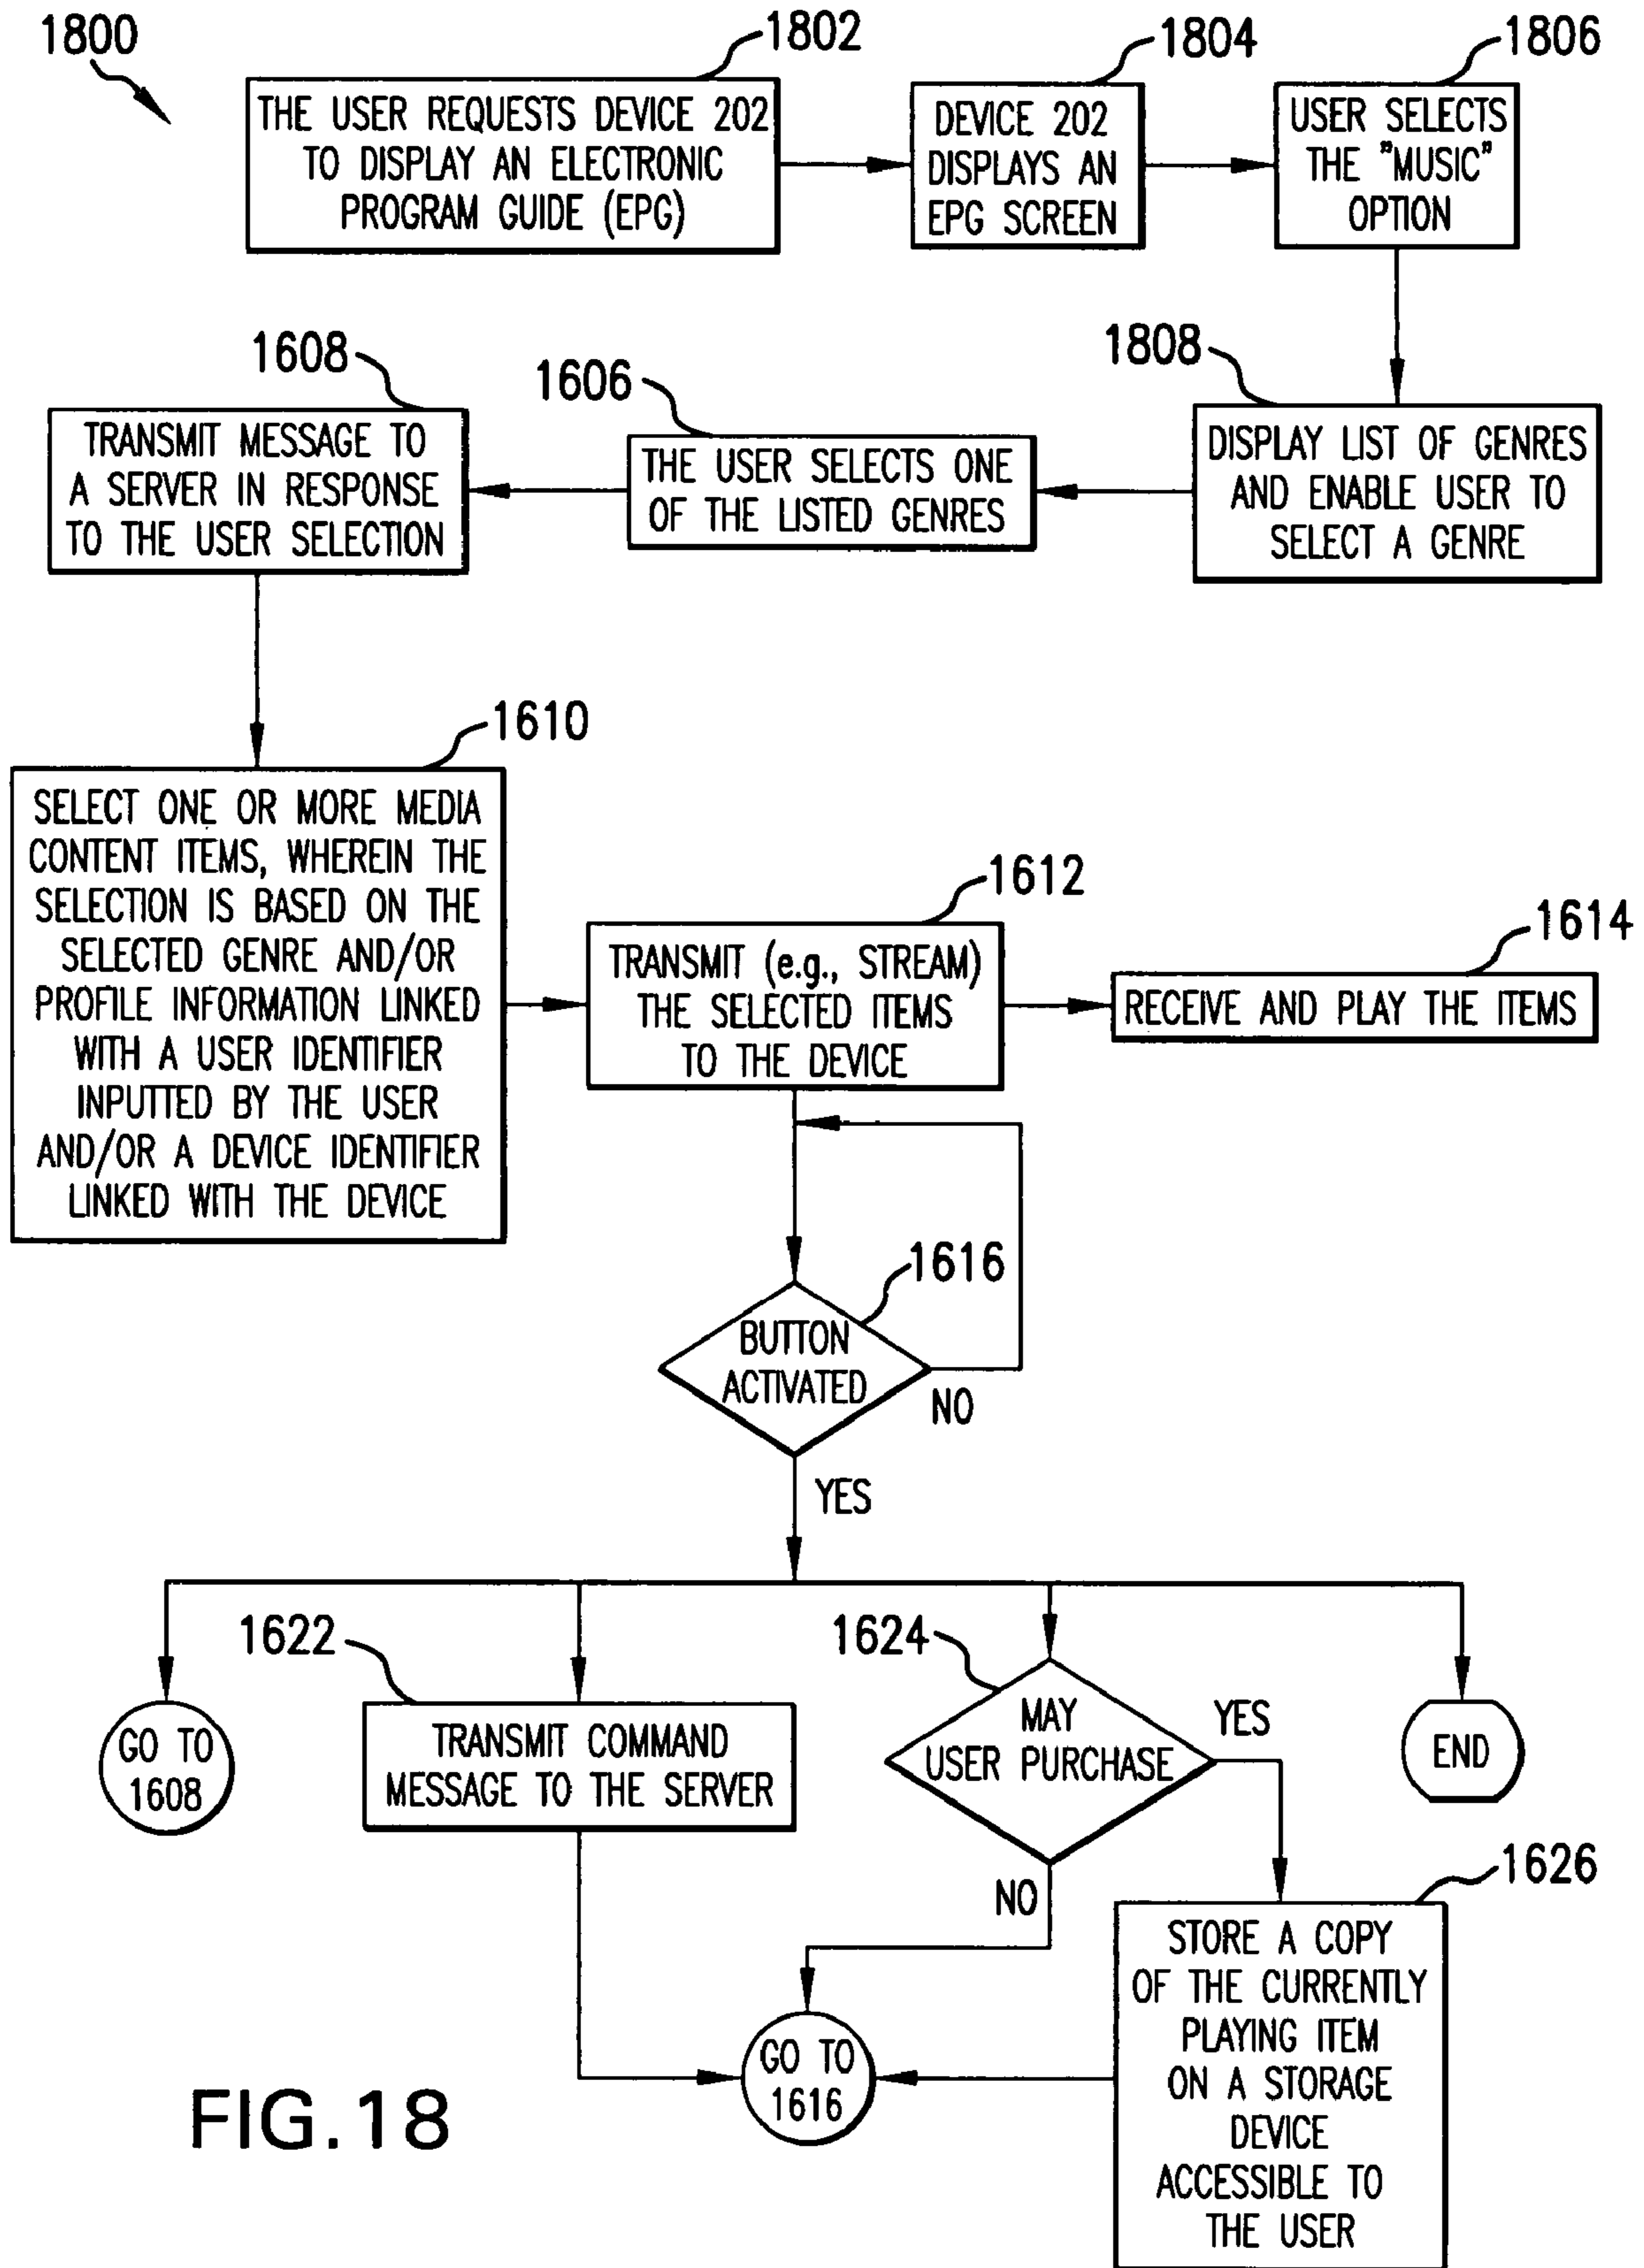 1800
1802
THE USER REQUESTS DEVICE 202
TO DISPLAY AN ELECTRONIC
PROGRAM GUIDE (EPG)
1804
DEVICE 202
DISPLAYS AN
EPG SCREEN
1806
USER SELECTS
THE "MUSIC"
OPTION
1808
DISPLAY LIST OF GENRES
AND ENABLE USER TO
SELECT A GENRE
1606
THE USER SELECTS ONE
OF THE LISTED GENRES
1608
TRANSMIT MESSAGE TO
A SERVER IN RESPONSE
TO THE USER SELECTION
1610
SELECT ONE OR MORE MEDIA
CONTENT ITEMS, WHEREIN THE
SELECTION IS BASED ON THE
SELECTED GENRE AND/OR
PROFILE INFORMATION LINKED
WITH A USER IDENTIFIER
INPUTTED BY THE USER
AND/OR A DEVICE IDENTIFIER
LINKED WITH THE DEVICE
1612
TRANSMIT (e.g., STREAM)
THE SELECTED ITEMS
TO THE DEVICE
1614
RECEIVE AND PLAY THE ITEMS
1616
BUTTON
ACTIVATED
NO
YES
GO TO
1608
1622
TRANSMIT COMMAND
MESSAGE TO THE SERVER
1624
MAY
USER PURCHASE
YES
NO
END
1626
STORE A COPY
OF THE CURRENTLY
PLAYING ITEM
ON A STORAGE
DEVICE
ACCESSIBLE TO
THE USER
GO TO
1616
FIG.18